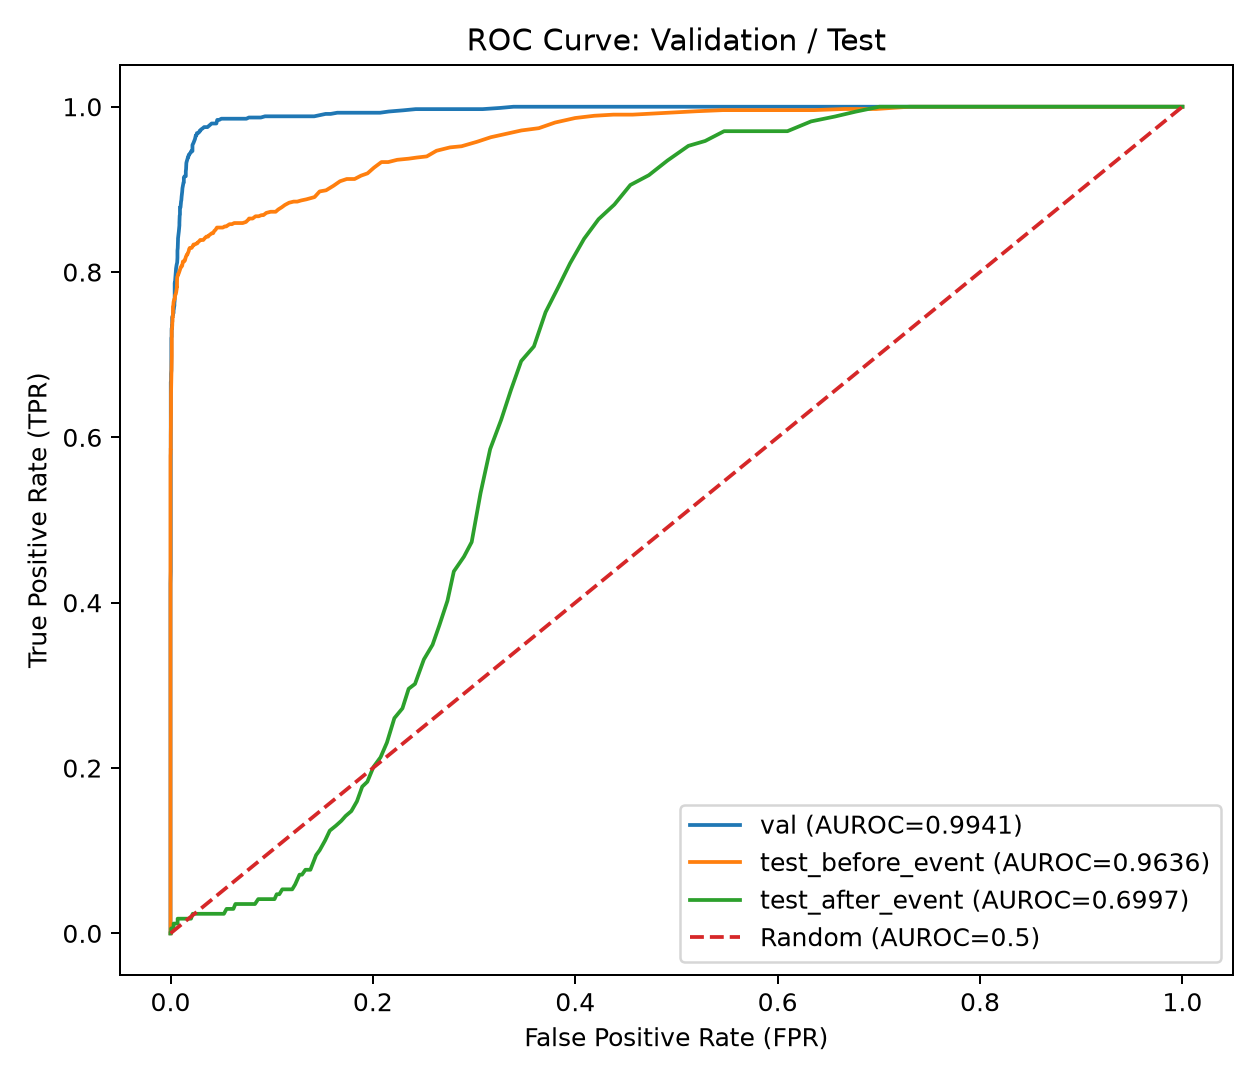 ROC Curve: Validation / Test
True Positive Rate (TPR)
1.0
0.8
0.6
0.4
0.2
0.0
val (AUROC=0.9941)
test_before_event (AUROC=0.9636)
test_after_event (AUROC=0.6997)
Random (AUROC=0.5)
0.0 0.2 0.4 0.6 0.8 1.0
False Positive Rate (FPR)